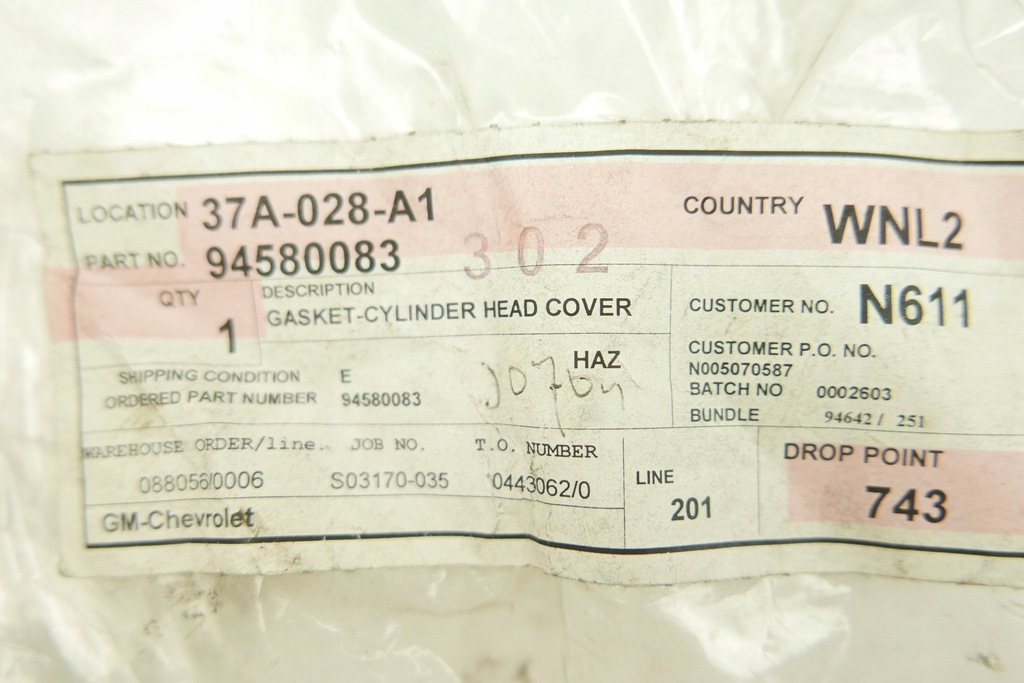 LOCATION 37A-028-A1
COUNTRY WNL2
PART NO. 94580083
302
QTY
1
DESCRIPTION
GASKET-CYLINDER HEAD COVER
CUSTOMER NO. N611
HAZ
CUSTOMER P.O. NO.
N005070587
SHIPPING CONDITION E
BATCH NO 0002603
ORDERED PART NUMBER 94580083
BUNDLE 94642/ 251
WAREHOUSE ORDER/line. JOB NO. T.O. NUMBER
088056/0006 S03170-035 0443062/0
LINE
201
DROP POINT
743
GM-Chevrolet